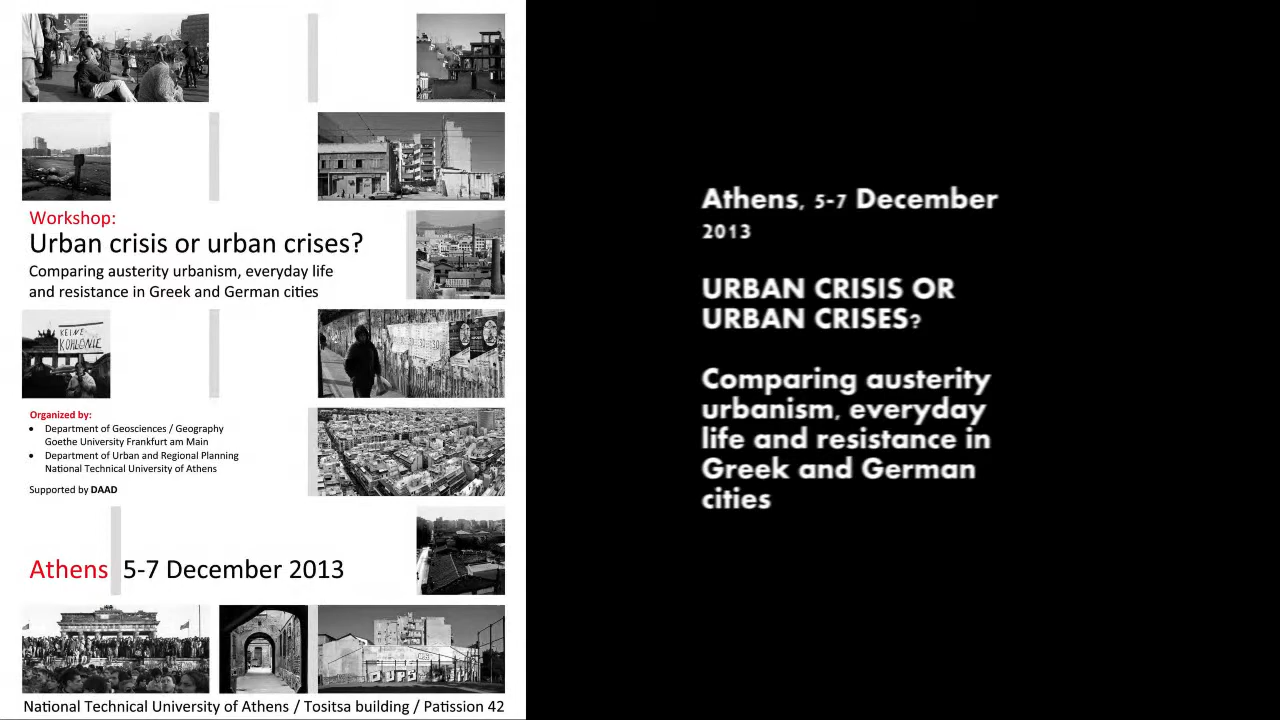 Workshop:
Urban crisis or urban crises?
Comparing austerity urbanism, everyday life
and resistance in Greek and German cities
KEINE
KOHLONIE
Organized by:
• Department of Geosciences / Geography
Goethe University Frankfurt am Main
• Department of Urban and Regional Planning
National Technical University of Athens
Supported by DAAD
Athens 5-7 December 2013
National Technical University of Athens / Tositsa building / Patission 42
Athens, 5-7 December
2013
URBAN CRISIS OR
URBAN CRISES?
Comparing austerity
urbanism, everyday
life and resistance in
Greek and German
cities